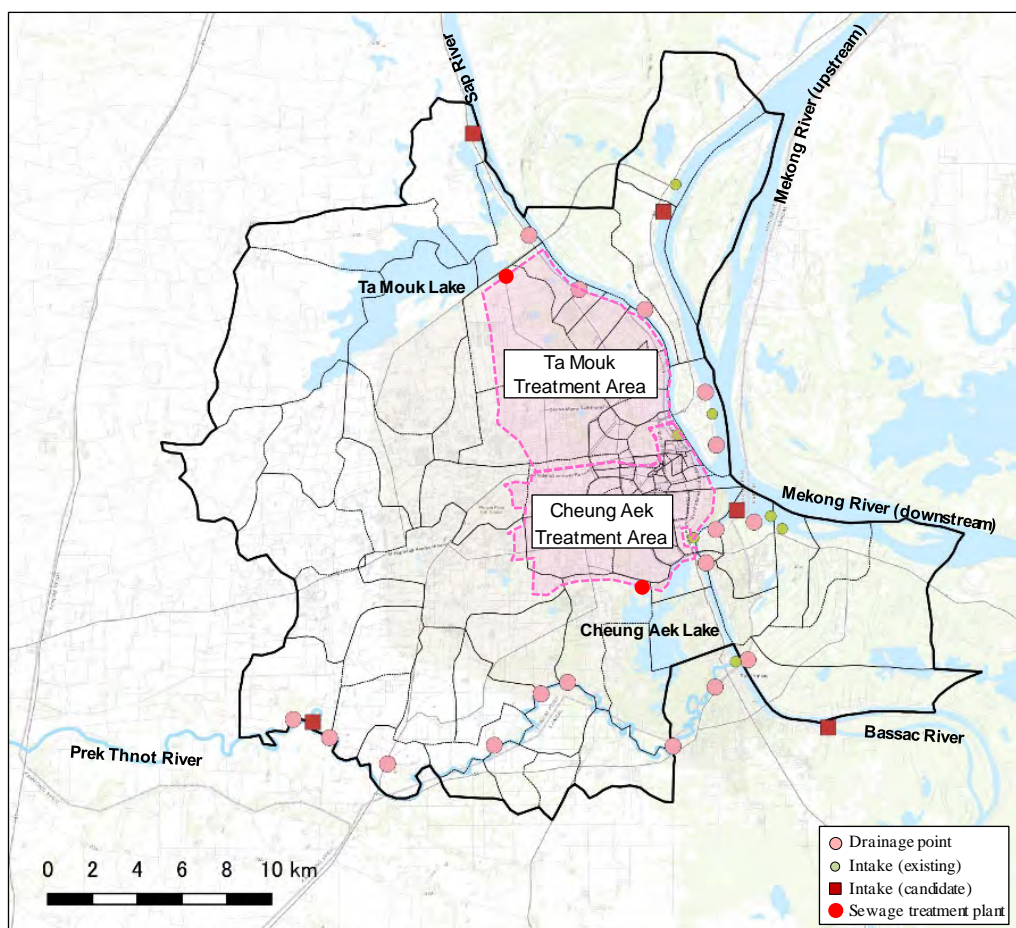 Sap River
Mekong River (upstream)
Ta Mouk Lake
Ta Mouk
Treatment Area
Cheung Aek
Treatment Area
Mekong River (downstream)
Cheung Aek Lake
Prek Thnot River
Bassac River
0 2 4 6 8 10 km
Drainage point
Intake (existing)
Intake (candidate)
Sewage treatment plant